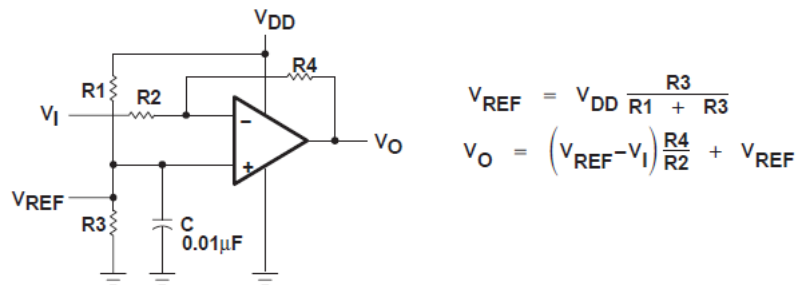 VDD
R4
R1
R2
VI
−
+
VO
VREF
R3
C
0.01μF
VREF = VDD R3 / R1 + R3
VO = (VREF−VI) R4 / R2 + VREF